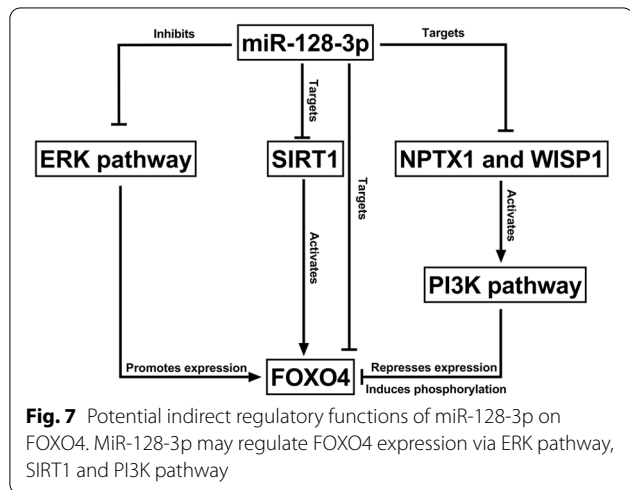 Inhibits
miR-128-3p
Targets
Targets
Targets
ERK pathway
SIRT1
NPTX1 and WISP1
Activates
Activates
PI3K pathway
Promotes expression
FOXO4
Represses expression
Induces phosphorylation
Fig. 7 Potential indirect regulatory functions of miR-128-3p on
FOXO4. MiR-128-3p may regulate FOXO4 expression via ERK pathway,
SIRT1 and PI3K pathway